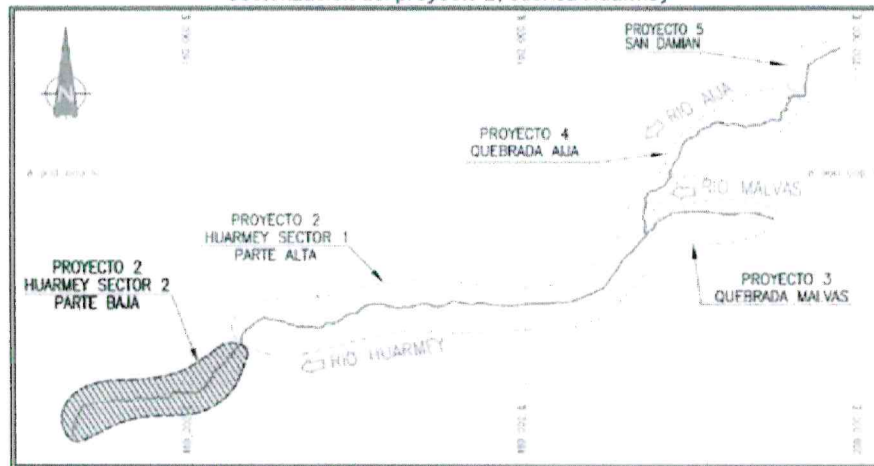 N
PROYECTO 5
SAN DAMIAN
RIO AIJA
PROYECTO 4
QUEBRADA AIJA
RIO MALVAS
PROYECTO 2
HUARMEY SECTOR 1
PARTE ALTA
PROYECTO 2
HUARMEY SECTOR 2
PARTE BAJA
PROYECTO 3
QUEBRADA MALVAS
RIO HUARMEY